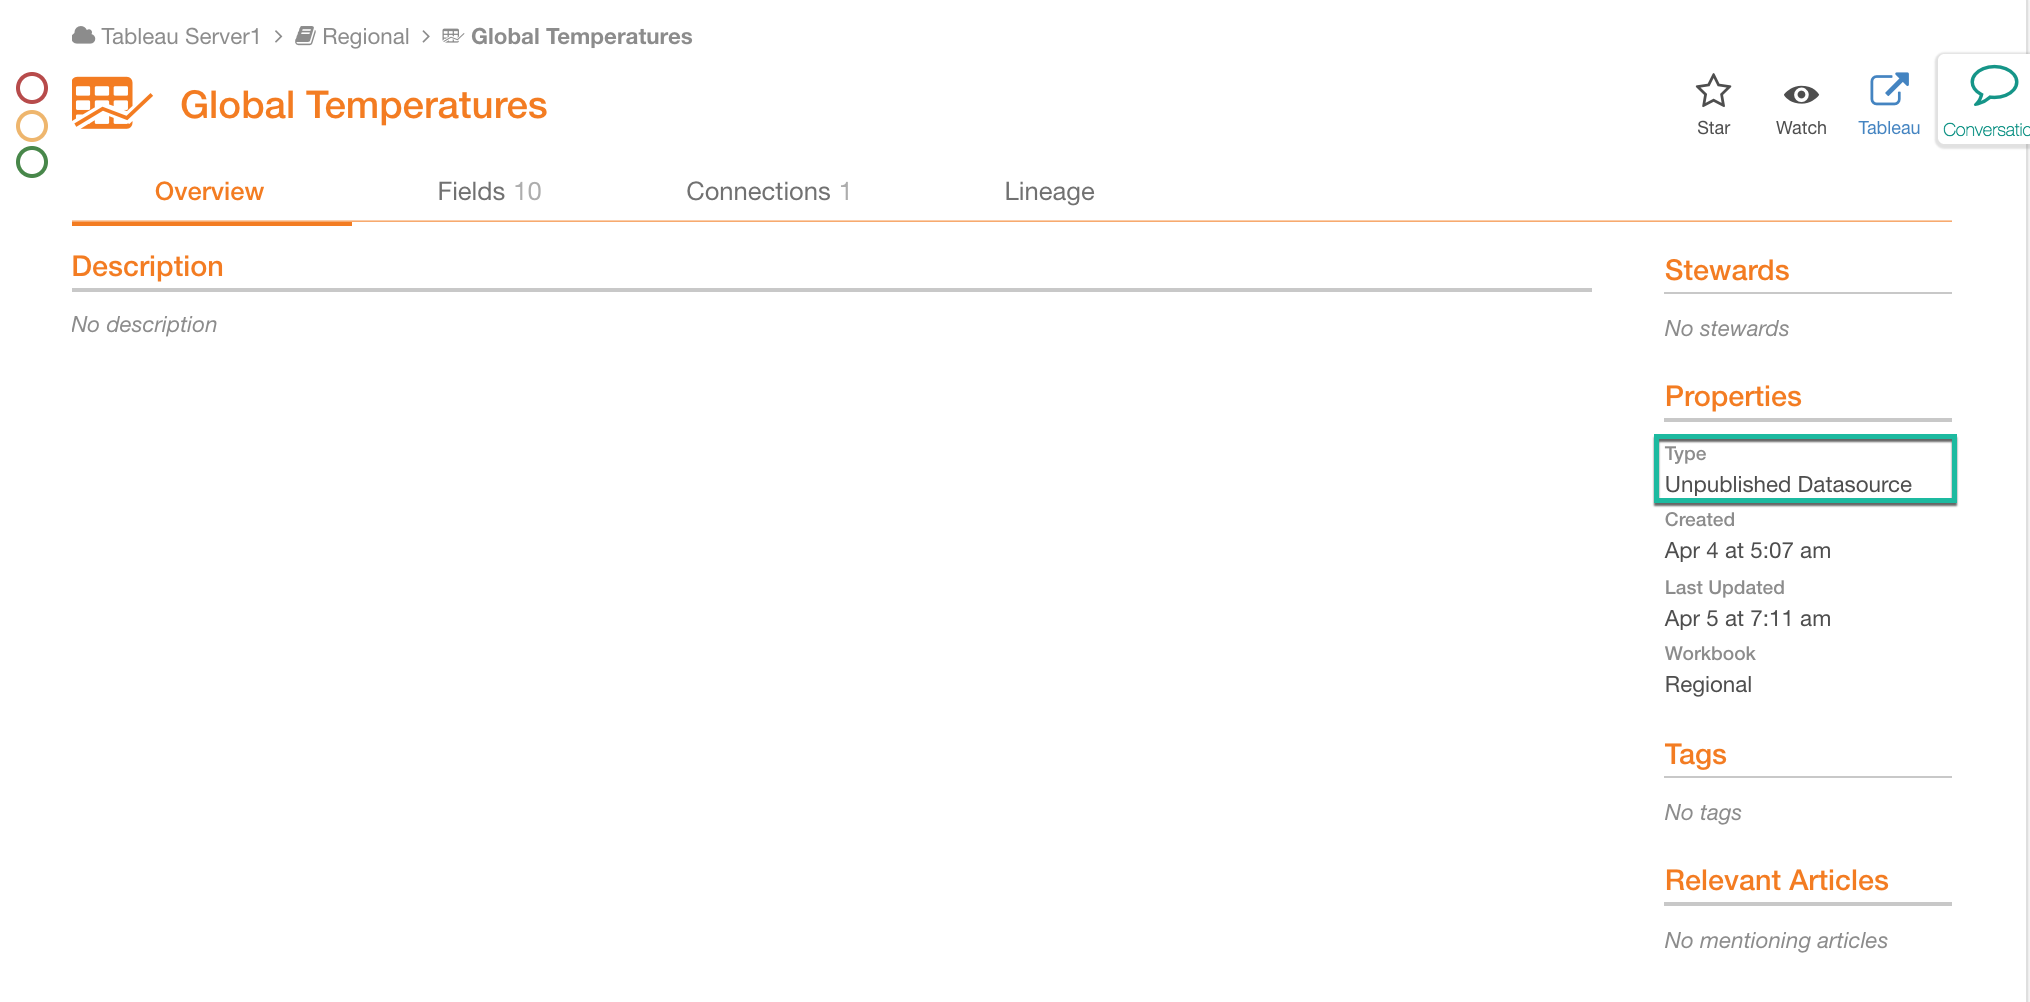 Tableau Server1 > Regional > Global Temperatures
Global Temperatures
Star Watch Tableau Conversatio
Overview Fields 10 Connections 1 Lineage
Description
No description
Stewards
No stewards
Properties
Type
Unpublished Datasource
Created
Apr 4 at 5:07 am
Last Updated
Apr 5 at 7:11 am
Workbook
Regional
Tags
No tags
Relevant Articles
No mentioning articles